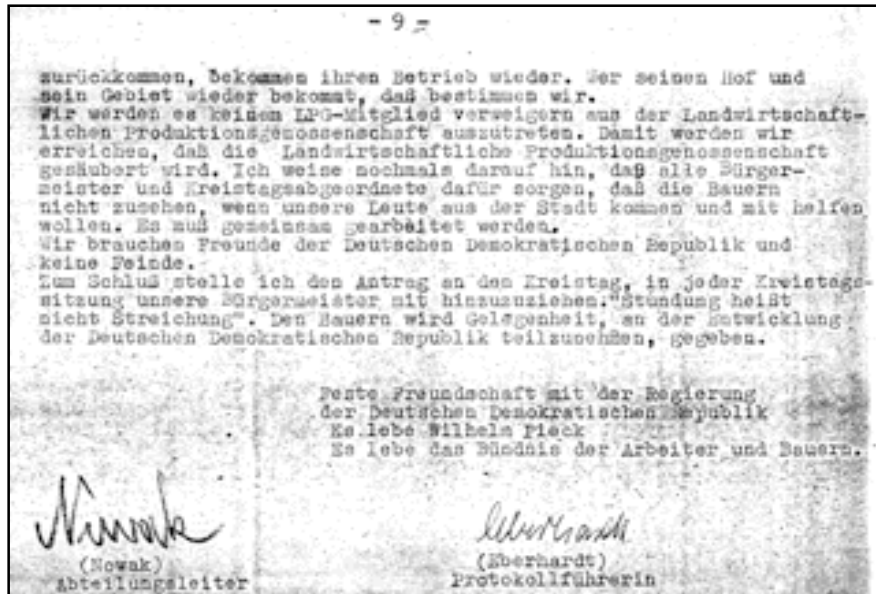 - 9 -
zurückkommen, bekommen ihren Betrieb wieder. Wer seinen Hof und
sein Gebiet wieder bekommt, daß bestimmen wir.
Wir werden es keinem LPG-Mitglied verweigern aus der Landwirtschaft-
lichen Produktionsgenossenschaft auszutreten. Damit werden wir
erreichen, daß die Landwirtschaftliche Produktionsgenossenschaft
gesäubert wird. Ich weise nochmals darauf hin, daß alle Bürger-
meister und Kreistagsabgeordnete dafür sorgen, daß die Bauern
nicht zusehen, wenn unsere Leute aus der Stadt kommen und mit helfen
wollen. Es muß gemeinsam gearbeitet werden.
Wir brauchen Freunde der Deutschen Demokratischen Republik und
keine Feinde.
Zum Schluß stelle ich den Antrag an den Kreistag, in jeder Kreistags-
sitzung unsere Bürgermeister mit hinzuzuziehen."Stundung heißt
nicht Streichung". Den Bauern wird Gelegenheit, an der Entwicklung
der Deutschen Demokratischen Republik teilzunehmen, gegeben.
Feste Freundschaft mit der Regierung
der Deutschen Demokratischen Republik
Es lebe Wilhelm Pieck
Es lebe das Bündnis der Arbeiter und Bauern.
Nowak
Eberhardt
(Nowak)
(Eberhardt)
Abteilungsleiter
Protokollführerin